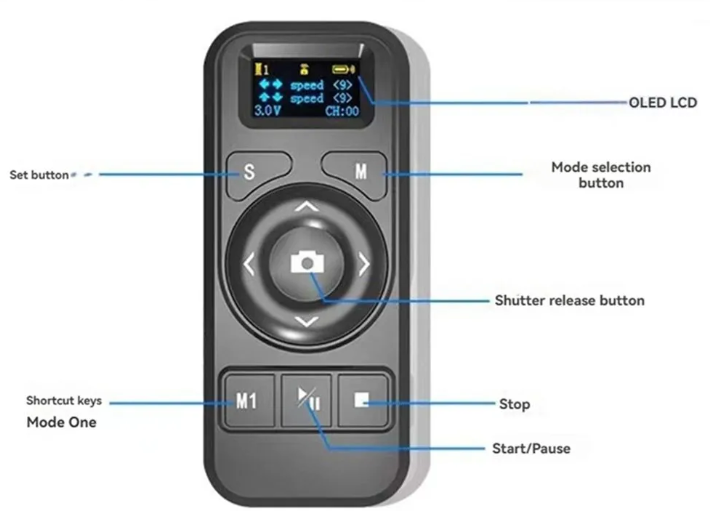 1
speed <9>
speed <9>
3.0V CH:00
OLED LCD
Set button
S
M
Mode selection
button
Shutter release button
Shortcut keys
Mode One
M1
Stop
Start/Pause